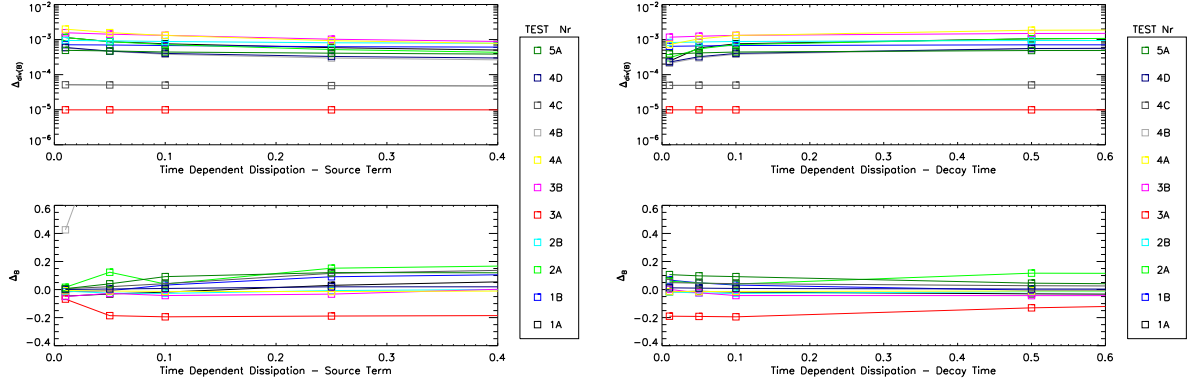 10⁻²
10⁻³
10⁻⁴
10⁻⁵
10⁻⁶
Δdiv(B)
0.0 0.1 0.2 0.3 0.4
Time Dependent Dissipation – Source Term
0.6
0.4
0.2
0.0
−0.2
−0.4
ΔB
0.0 0.1 0.2 0.3 0.4
Time Dependent Dissipation – Source Term
TEST Nr
5A
4D
4C
4B
4A
3B
3A
2B
2A
1B
1A
10⁻²
10⁻³
10⁻⁴
10⁻⁵
10⁻⁶
Δdiv(B)
0.0 0.1 0.2 0.3 0.4 0.5 0.6
Time Dependent Dissipation – Decay Time
0.6
0.4
0.2
0.0
−0.2
−0.4
ΔB
0.0 0.1 0.2 0.3 0.4 0.5 0.6
Time Dependent Dissipation – Decay Time
TEST Nr
5A
4D
4C
4B
4A
3B
3A
2B
2A
1B
1A